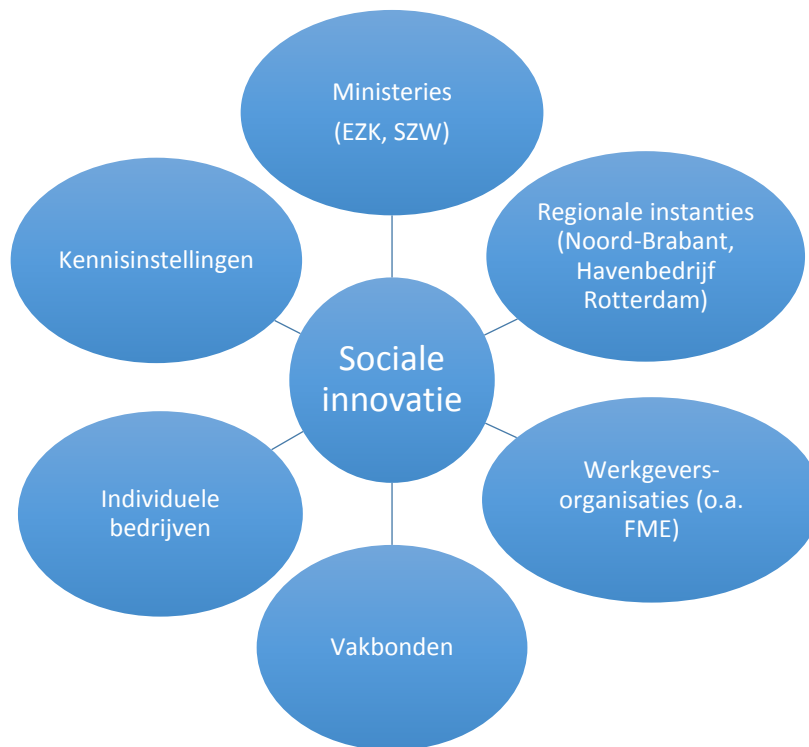 Ministeries
(EZK, SZW)
Regionale instanties
(Noord-Brabant,
Havenbedrijf
Rotterdam)
Kennisinstellingen
Sociale
innovatie
Werkgevers-
organisaties (o.a.
FME)
Individuele
bedrijven
Vakbonden